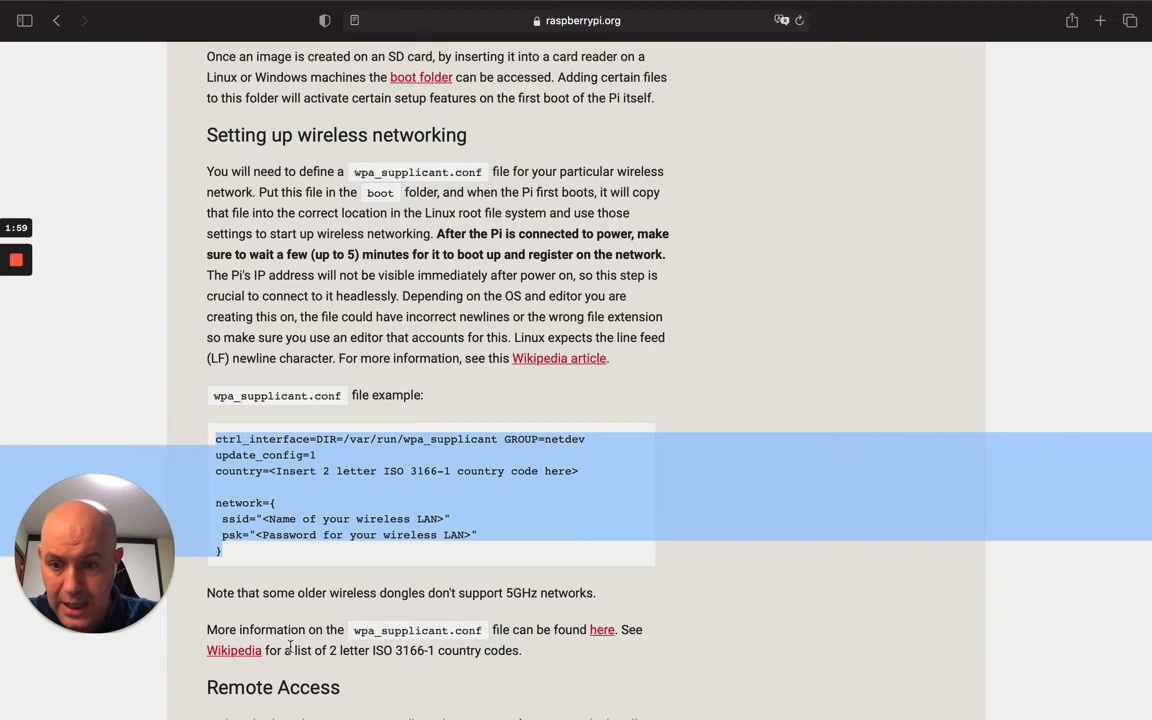 raspberrypi.org
Once an image is created on an SD card, by inserting it into a card reader on a
Linux or Windows machines the boot folder can be accessed. Adding certain files
to this folder will activate certain setup features on the first boot of the Pi itself.
Setting up wireless networking
You will need to define a wpa_supplicant.conf file for your particular wireless
network. Put this file in the boot folder, and when the Pi first boots, it will copy
that file into the correct location in the Linux root file system and use those
settings to start up wireless networking. After the Pi is connected to power, make
sure to wait a few (up to 5) minutes for it to boot up and register on the network.
The Pi's IP address will not be visible immediately after power on, so this step is
crucial to connect to it headlessly. Depending on the OS and editor you are
creating this on, the file could have incorrect newlines or the wrong file extension
so make sure you use an editor that accounts for this. Linux expects the line feed
(LF) newline character. For more information, see this Wikipedia article.
wpa_supplicant.conf file example:
ctrl_interface=DIR=/var/run/wpa_supplicant GROUP=netdev
update_config=1
country=<Insert 2 letter ISO 3166-1 country code here>
network={
ssid="<Name of your wireless LAN>"
psk="<Password for your wireless LAN>"
}
Note that some older wireless dongles don't support 5GHz networks.
More information on the wpa_supplicant.conf file can be found here. See
Wikipedia for a list of 2 letter ISO 3166-1 country codes.
Remote Access
1:59